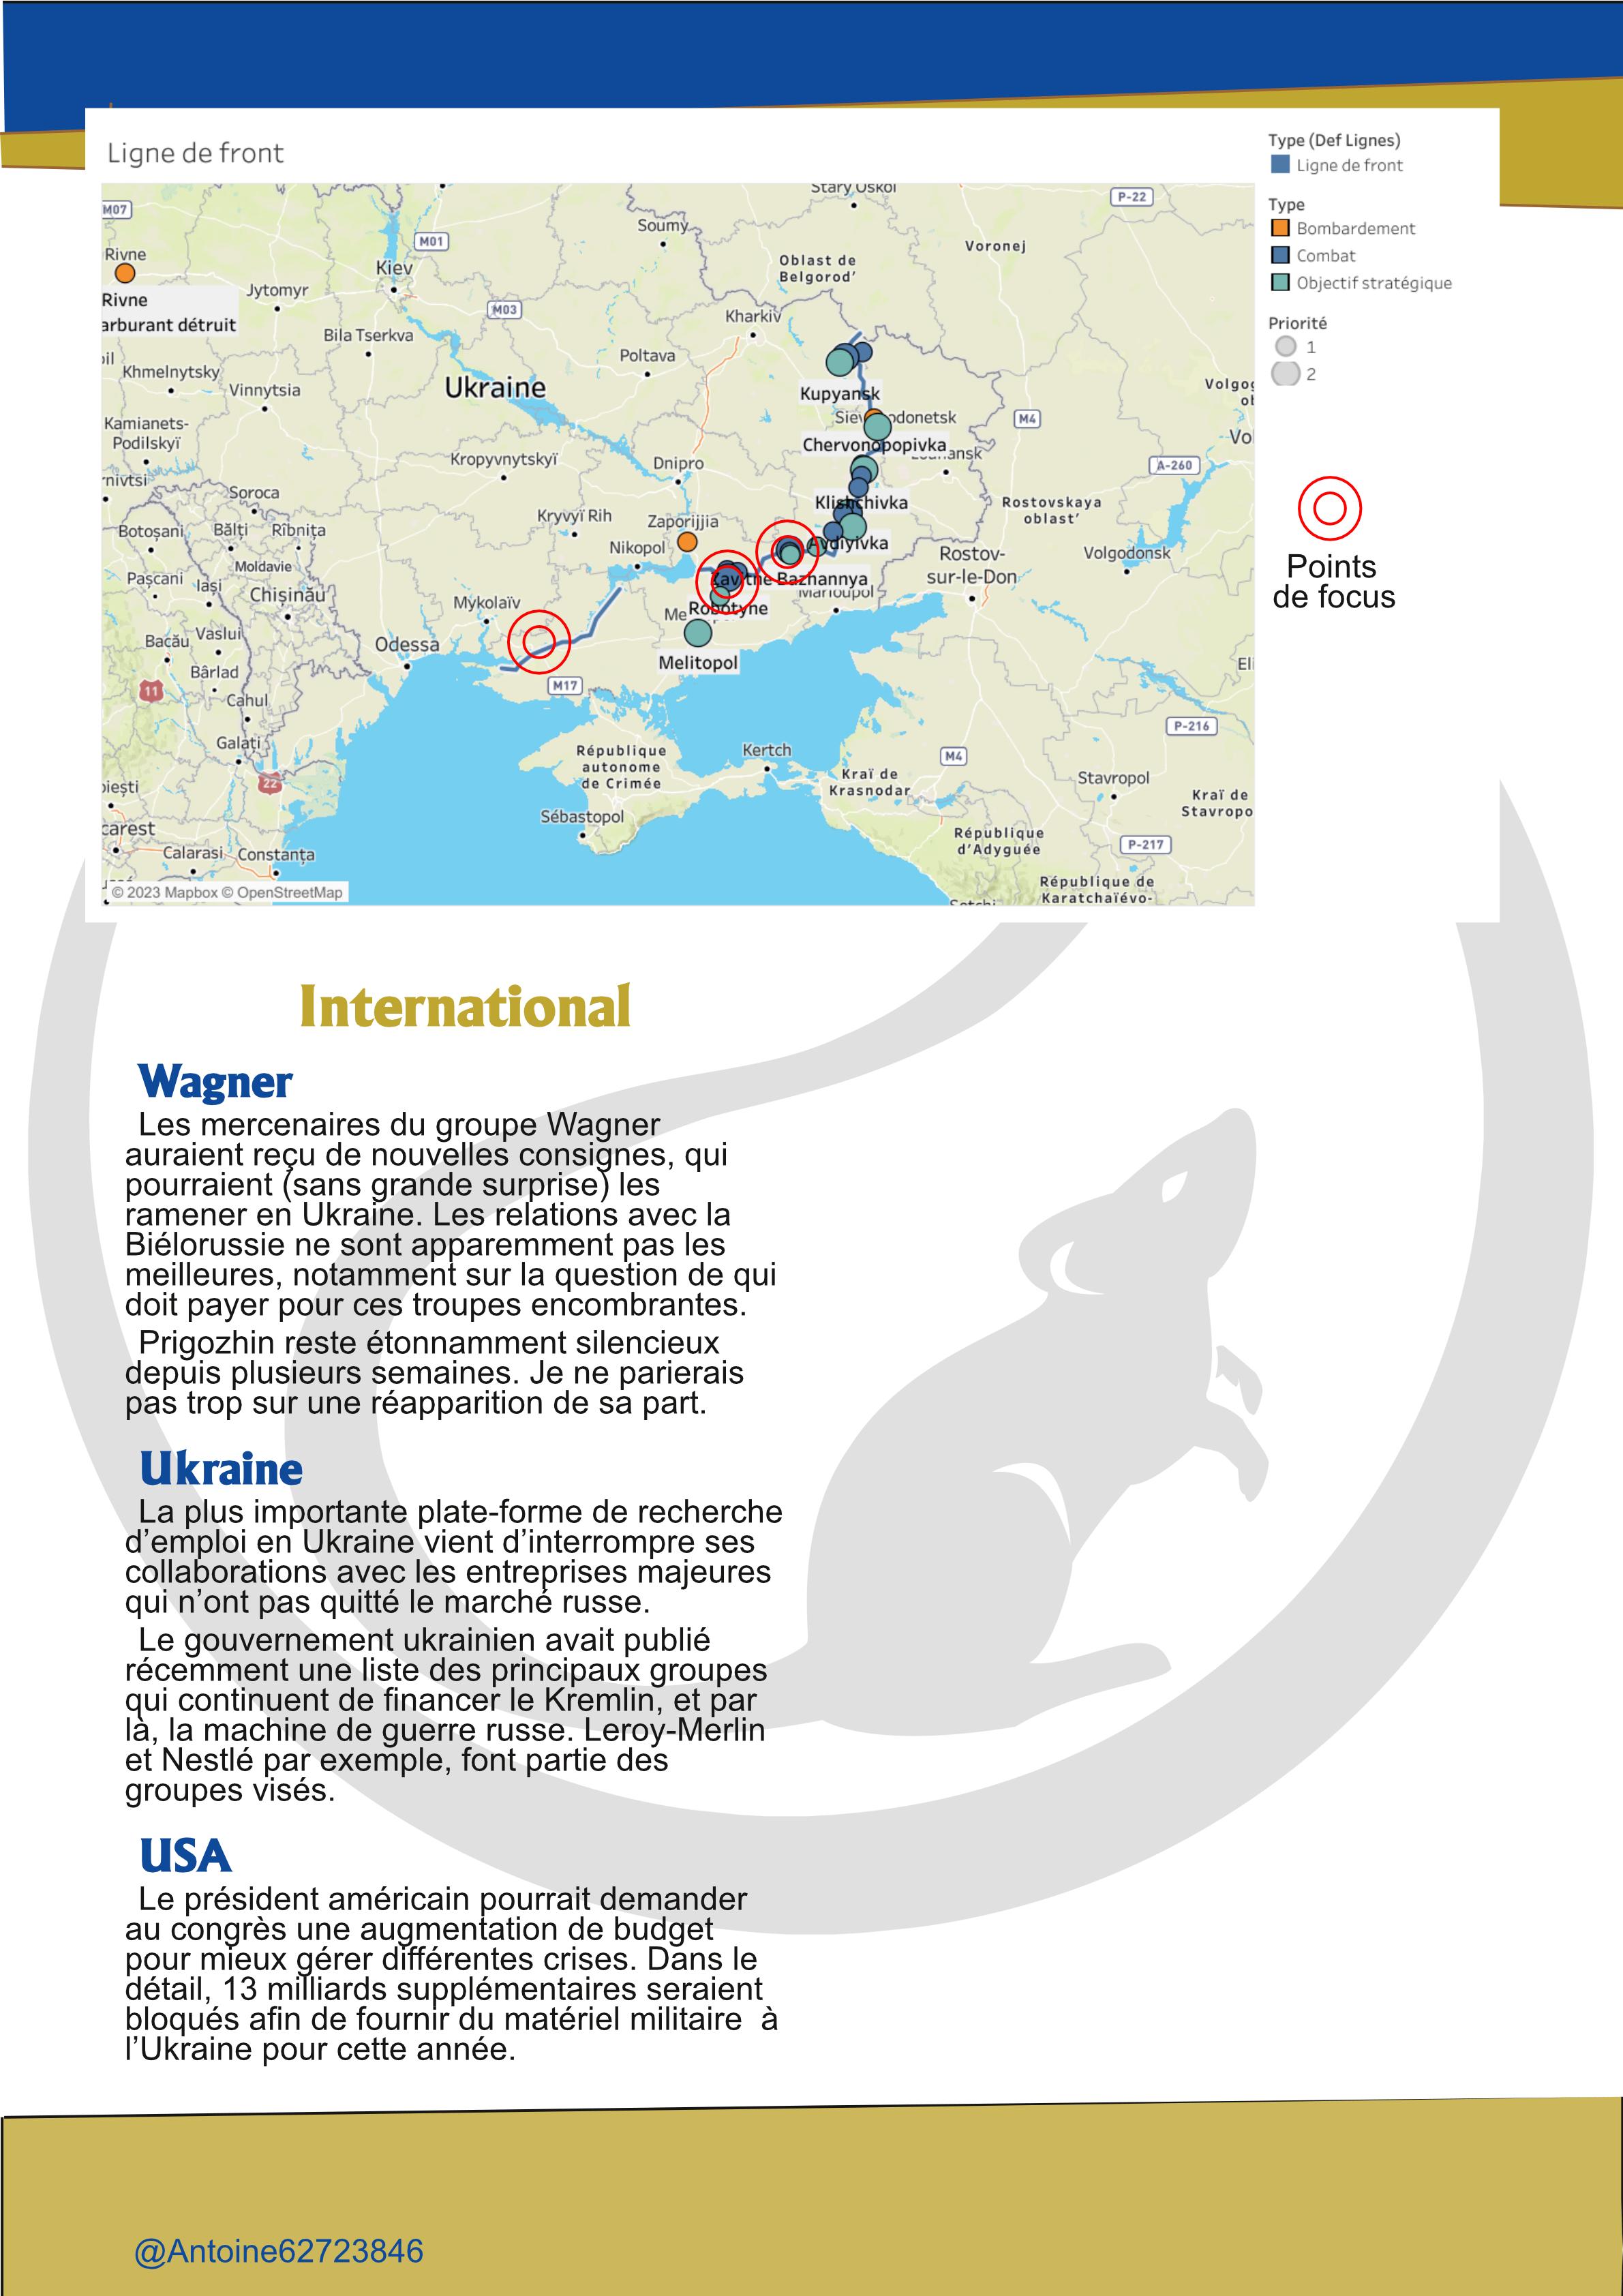 Ligne de front
Type (Def Lignes)
Ligne de front
Type
Bombardement
Combat
Objectif stratégique
Priorité
1
2
Points
de focus
M07
Stary Oskol
P-22
Soumy
M01
Voronej
Rivne
Oblast de
Belgorod'
Kiev
Rivne
arburant détruit
Jytomyr
M03
Kharkiv
Bila Tserkva
Poltava
Khmelnytsky
Ukraine
Kupyansk
Vinnytsia
Volgo
M4
Kamianets-
Podilskyï
Chervonopopivka
Kropyvnytskyï
Dnipro
A-260
rnivtsi
Soroca
Klishchivka
Rostovskaya
oblast'
Botoșani
Bălți
Rîbnița
Kryvyï Rih
Zaporijjia
Avdiyivka
Nikopol
Rostov-
sur-le-Don
Volgodonsk
Moldavie
Pașcani
Iași
Chișinău
Zavitne Bazhannya
Marioupol
Mykolaïv
Robotyne
Bacău
Vaslui
Odessa
Melitopol
Bârlad
M17
11
Cahul
P-216
Galați
République
autonome
de Crimée
Kertch
M4
22
Kraï de
Krasnodar
Stavropol
iești
Kraï de
Stavropo
Sébastopol
carest
République
d'Adyguée
P-217
Calarasi
Constanța
République de
Karatchaïévo-
© 2023 Mapbox © OpenStreetMap
International
Wagner
Les mercenaires du groupe Wagner
auraient reçu de nouvelles consignes, qui
pourraient (sans grande surprise) les
ramener en Ukraine. Les relations avec la
Biélorussie ne sont apparemment pas les
meilleures, notamment sur la question de qui
doit payer pour ces troupes encombrantes.
Prigozhin reste étonnamment silencieux
depuis plusieurs semaines. Je ne parierais
pas trop sur une réapparition de sa part.
Ukraine
La plus importante plate-forme de recherche
d’emploi en Ukraine vient d’interrompre ses
collaborations avec les entreprises majeures
qui n’ont pas quitté le marché russe.
Le gouvernement ukrainien avait publié
récemment une liste des principaux groupes
qui continuent de financer le Kremlin, et par
là, la machine de guerre russe. Leroy-Merlin
et Nestlé par exemple, font partie des
groupes visés.
USA
Le président américain pourrait demander
au congrès une augmentation de budget
pour mieux gérer différentes crises. Dans le
détail, 13 milliards supplémentaires seraient
bloqués afin de fournir du matériel militaire  à
l’Ukraine pour cette année.
@Antoine62723846